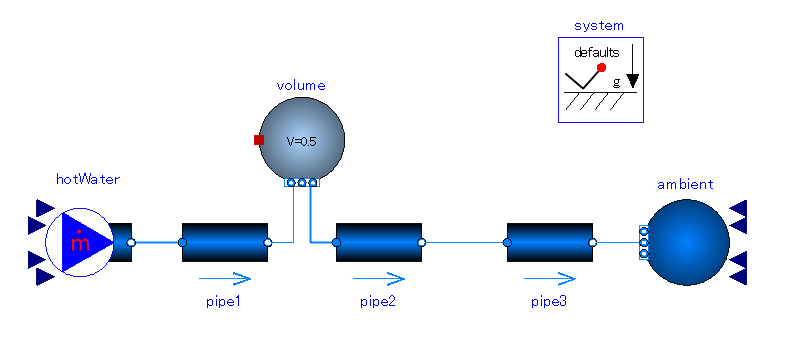 system
defaults
g
volume
V=0.5
hotWater
ambient
ṁ
pipe1
pipe2
pipe3